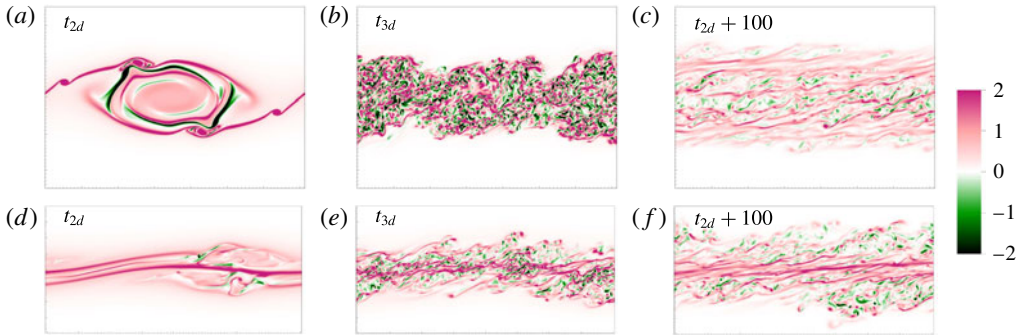 (a) t2d
(b) t3d
(c) t2d + 100
2
1
0
−1
−2
(d) t2d
(e) t3d
(f) t2d + 100